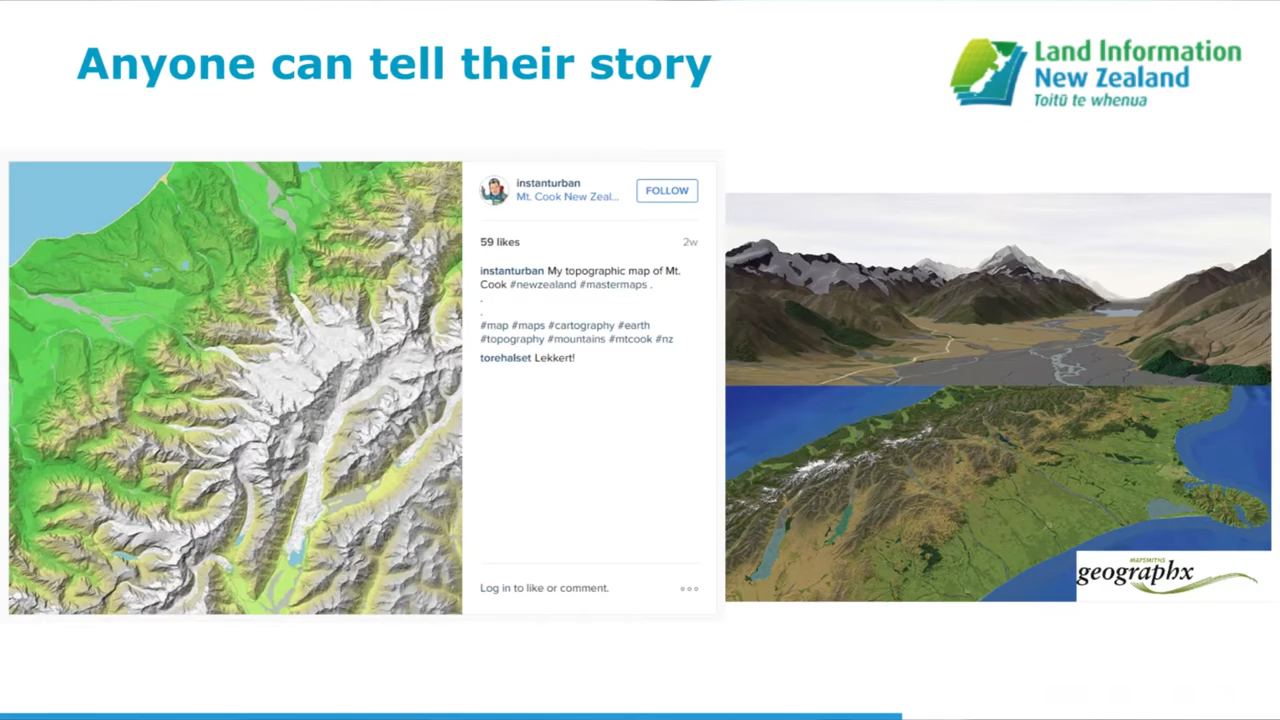 Anyone can tell their story
Land Information
New Zealand
Toitū te whenua
instanturban
Mt. Cook New Zeal...
FOLLOW
59 likes
2w
instanturban My topographic map of Mt.
Cook #newzealand #mastermaps .
.
.
#map #maps #cartography #earth
#topography #mountains #mtcook #nz
torehalset Lekkert!
Log in to like or comment.
MAPSMITHS
geographx